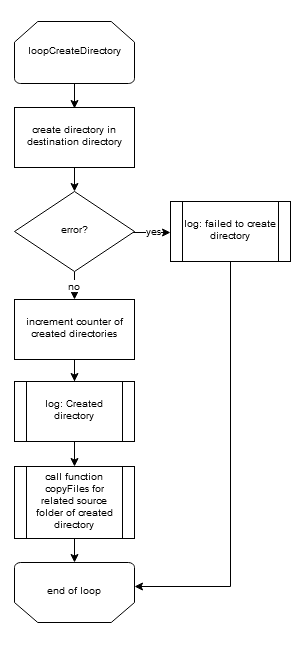 loopCreateDirectory
create directory in
destination directory
error?
yes
log: failed to create
directory
no
increment counter of
created directories
log: Created
directory
call function
copyFiles for
related source
folder of created
directory
end of loop